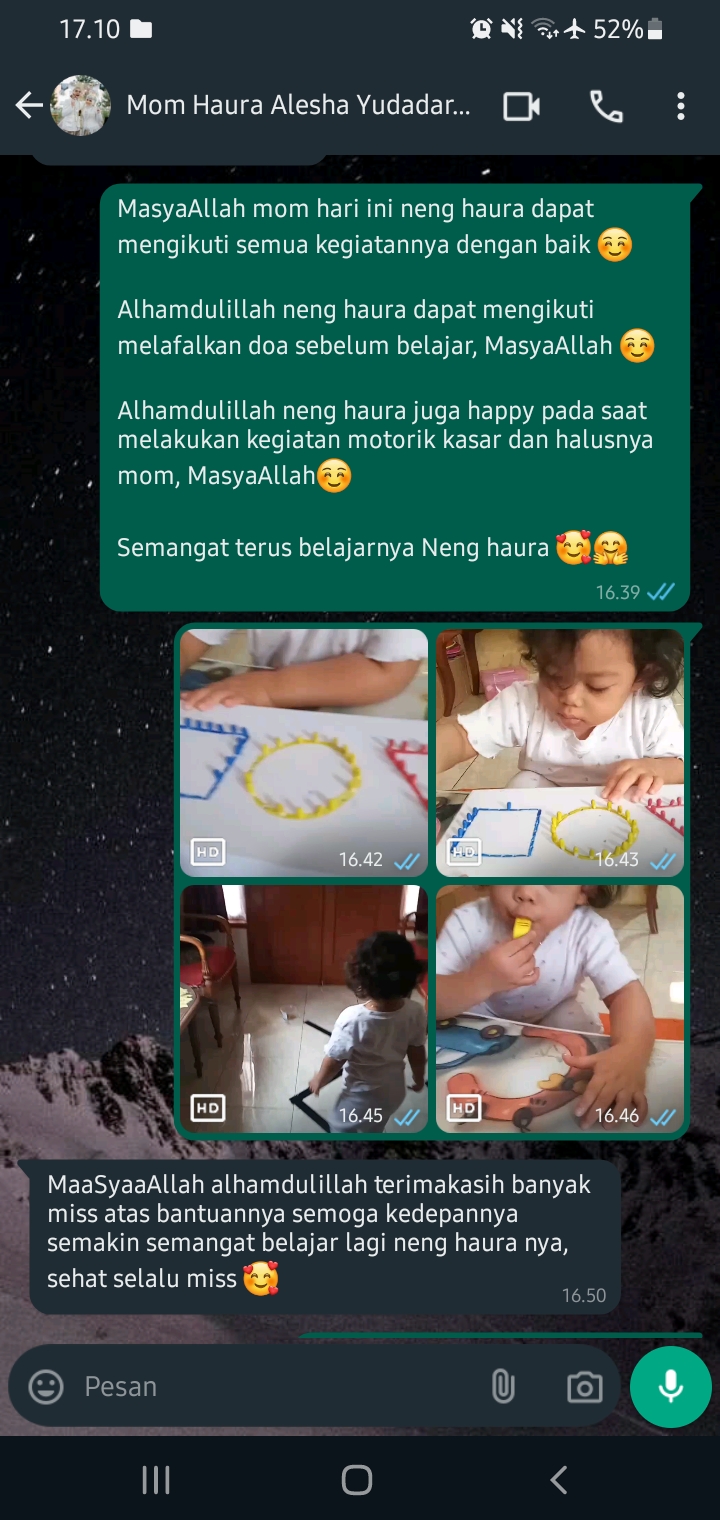 17.10
52%
Mom Haura Alesha Yudadar...
MasyaAllah mom hari ini neng haura dapat
mengikuti semua kegiatannya dengan baik ☺️
Alhamdulillah neng haura dapat mengikuti
melafalkan doa sebelum belajar, MasyaAllah ☺️
Alhamdulillah neng haura juga happy pada saat
melakukan kegiatan motorik kasar dan halusnya
mom, MasyaAllah☺️
Semangat terus belajarnya Neng haura 🥰🤗
16.39
HD 16.42
HD 16.43
HD 16.45
HD 16.46
MaaSyaaAllah alhamdulillah terimakasih banyak
miss atas bantuannya semoga kedepannya
semakin semangat belajar lagi neng haura nya,
sehat selalu miss 🥰
16.50
Pesan